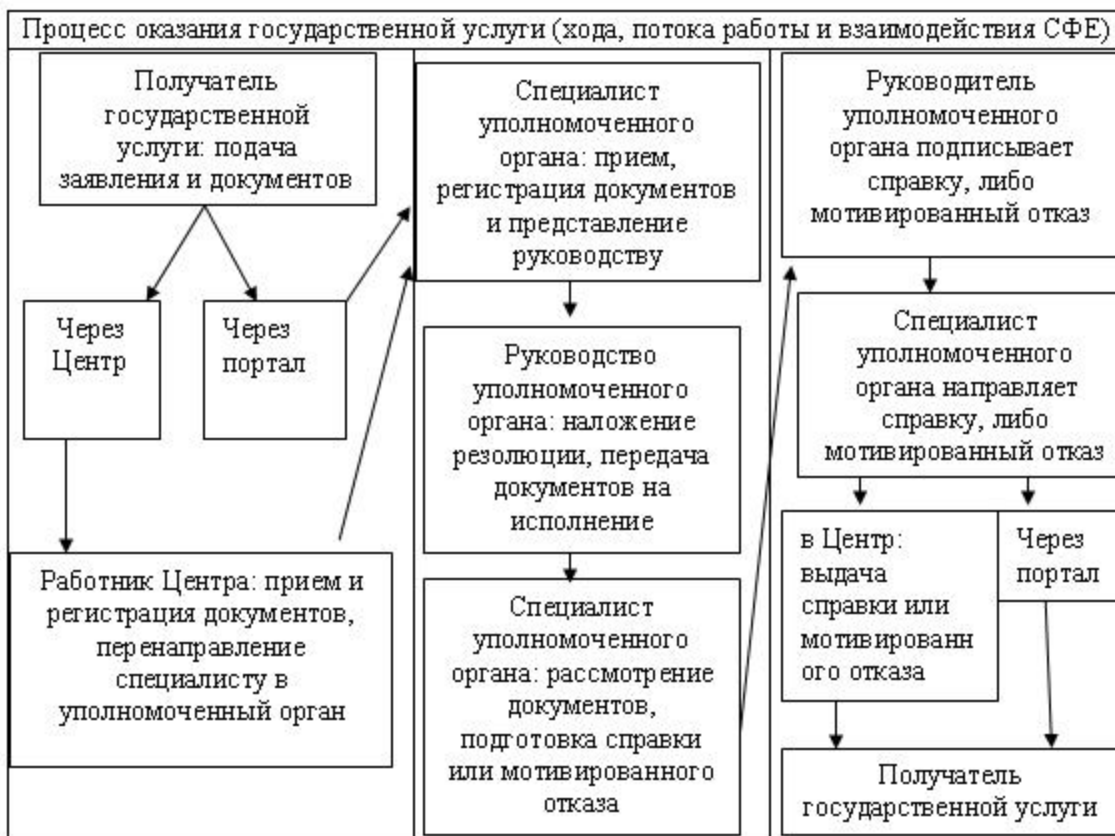 Процесс оказания государственной услуги (хода, потока работы и взаимодействия СФЕ)
Получатель
государственной
услуги: подача
заявления и документов
Через
Центр
Через
портал
Работник Центра: прием и
регистрация документов,
перенаправление
специалисту в
уполномоченный орган
Специалист
уполномоченного
органа: прием,
регистрация документов
и представление
руководству
Руководство
уполномоченного
органа: наложение
резолюции, передача
документов на
исполнение
Специалист
уполномоченного
органа: рассмотрение
документов,
подготовка справки
или мотивированного
отказа
Руководитель
уполномоченного
органа подписывает
справку, либо
мотивированный отказ
Специалист
уполномоченного
органа направляет
справку, либо
мотивированный отказ
в Центр:
выдача
справки или
мотивированн
ого отказа
Через
портал
Получатель
государственной услуги